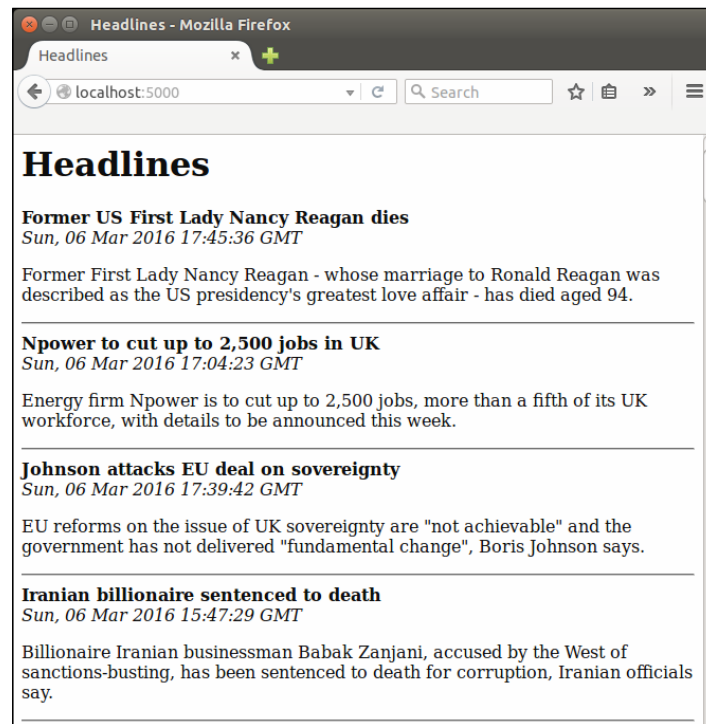 Headlines - Mozilla Firefox
Headlines
localhost:5000
Search
Headlines
Former US First Lady Nancy Reagan dies
Sun, 06 Mar 2016 17:45:36 GMT
Former First Lady Nancy Reagan - whose marriage to Ronald Reagan was
described as the US presidency's greatest love affair - has died aged 94.
Npower to cut up to 2,500 jobs in UK
Sun, 06 Mar 2016 17:04:23 GMT
Energy firm Npower is to cut up to 2,500 jobs, more than a fifth of its UK
workforce, with details to be announced this week.
Johnson attacks EU deal on sovereignty
Sun, 06 Mar 2016 17:39:42 GMT
EU reforms on the issue of UK sovereignty are "not achievable" and the
government has not delivered "fundamental change", Boris Johnson says.
Iranian billionaire sentenced to death
Sun, 06 Mar 2016 15:47:29 GMT
Billionaire Iranian businessman Babak Zanjani, accused by the West of
sanctions-busting, has been sentenced to death for corruption, Iranian officials
say.